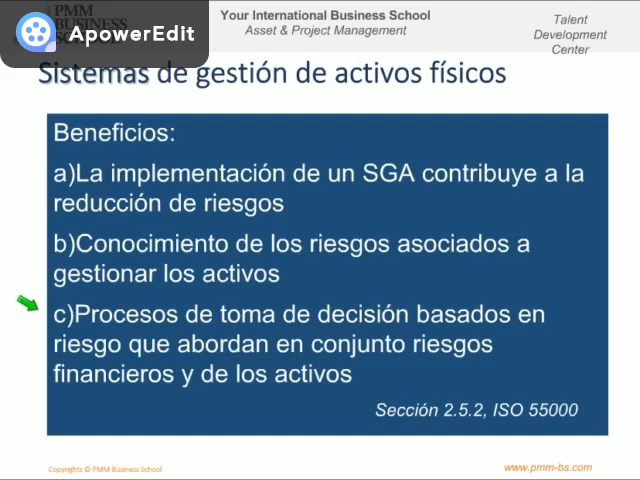 PMM
BUSINESS
SCHOOL
ApowerEdit
Your International Business School
Asset & Project Management
Talent
Development
Center
Sistemas de gestión de activos físicos
Beneficios:
a)La implementación de un SGA contribuye a la
reducción de riesgos
b)Conocimiento de los riesgos asociados a
gestionar los activos
c)Procesos de toma de decisión basados en
riesgo que abordan en conjunto riesgos
financieros y de los activos
Sección 2.5.2, ISO 55000
Copyrights © PMM Business School
www.pmm-bs.com